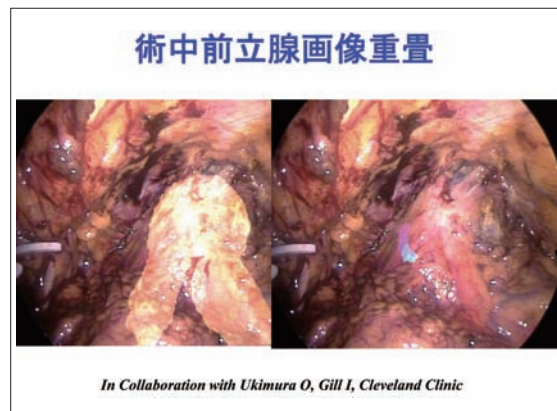 術中前立腺画像重畳
In Collaboration with Ukimura O, Gill I, Cleveland Clinic